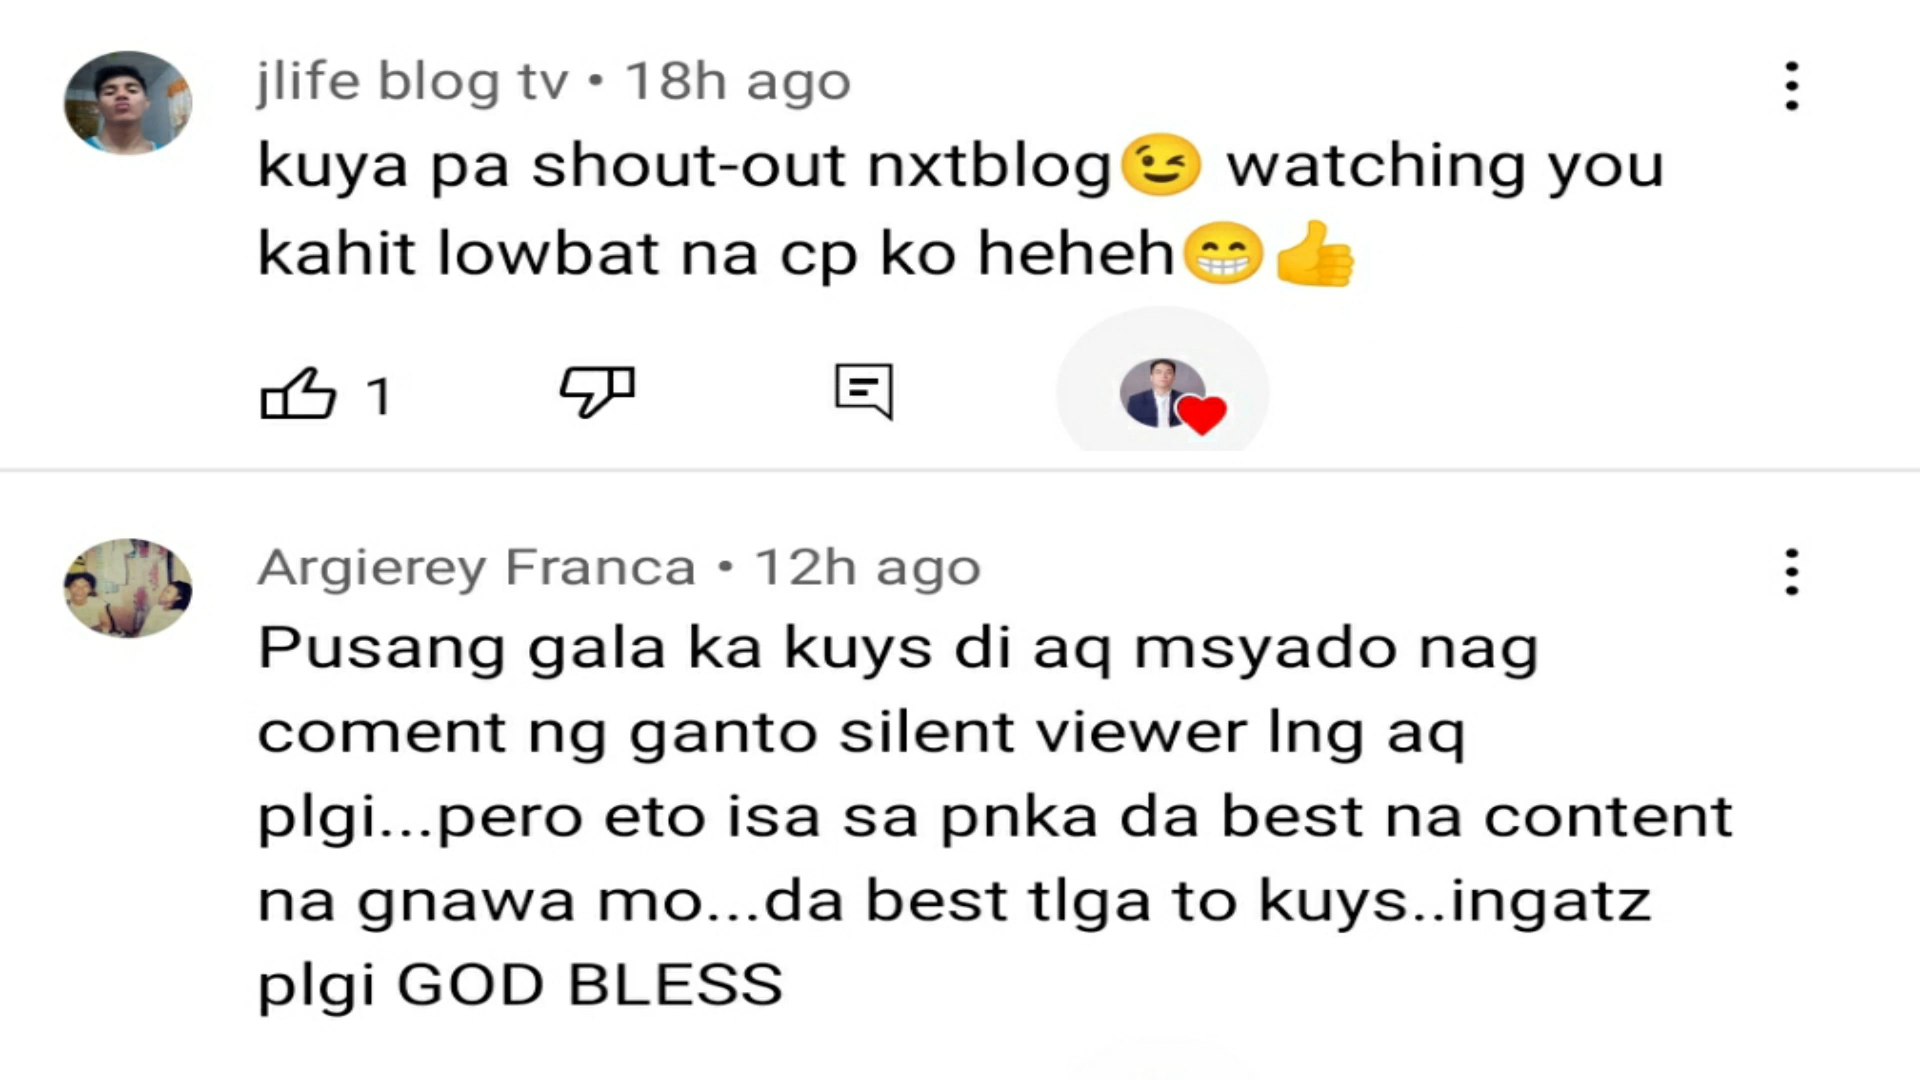 jlife blog tv • 18h ago
kuya pa shout-out nxtblog😉 watching you
kahit lowbat na cp ko heheh😁👍
1
Argierey Franca • 12h ago
Pusang gala ka kuys di aq msyado nag
coment ng ganto silent viewer lng aq
plgi...pero eto isa sa pnka da best na content
na gnawa mo...da best tlga to kuys..ingatz
plgi GOD BLESS